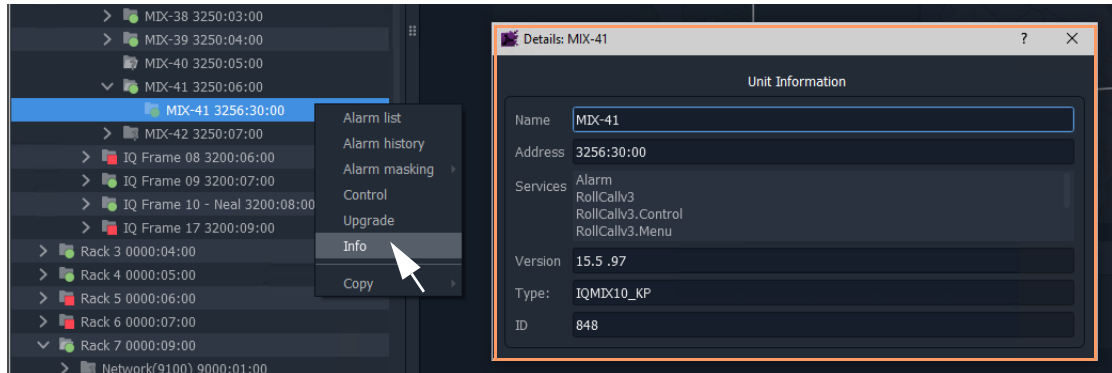 MIX-38 3250:03:00
MIX-39 3250:04:00
MIX-40 3250:05:00
MIX-41 3250:06:00
MIX-41 3256:30:00
MIX-42 3250:07:00
IQ Frame 08 3200:06:00
IQ Frame 09 3200:07:00
IQ Frame 10 - Neal 3200:08:00
IQ Frame 17 3200:09:00
Rack 3 0000:04:00
Rack 4 0000:05:00
Rack 5 0000:06:00
Rack 6 0000:07:00
Rack 7 0000:09:00
Network(9100) 9000:01:00
Alarm list
Alarm history
Alarm masking
Control
Upgrade
Info
Copy
Details: MIX-41
?
Unit Information
Name MIX-41
Address 3256:30:00
Services Alarm
RollCallv3
RollCallv3.Control
RollCallv3.Menu
Version 15.5 .97
Type: IQMIX10_KP
ID 848